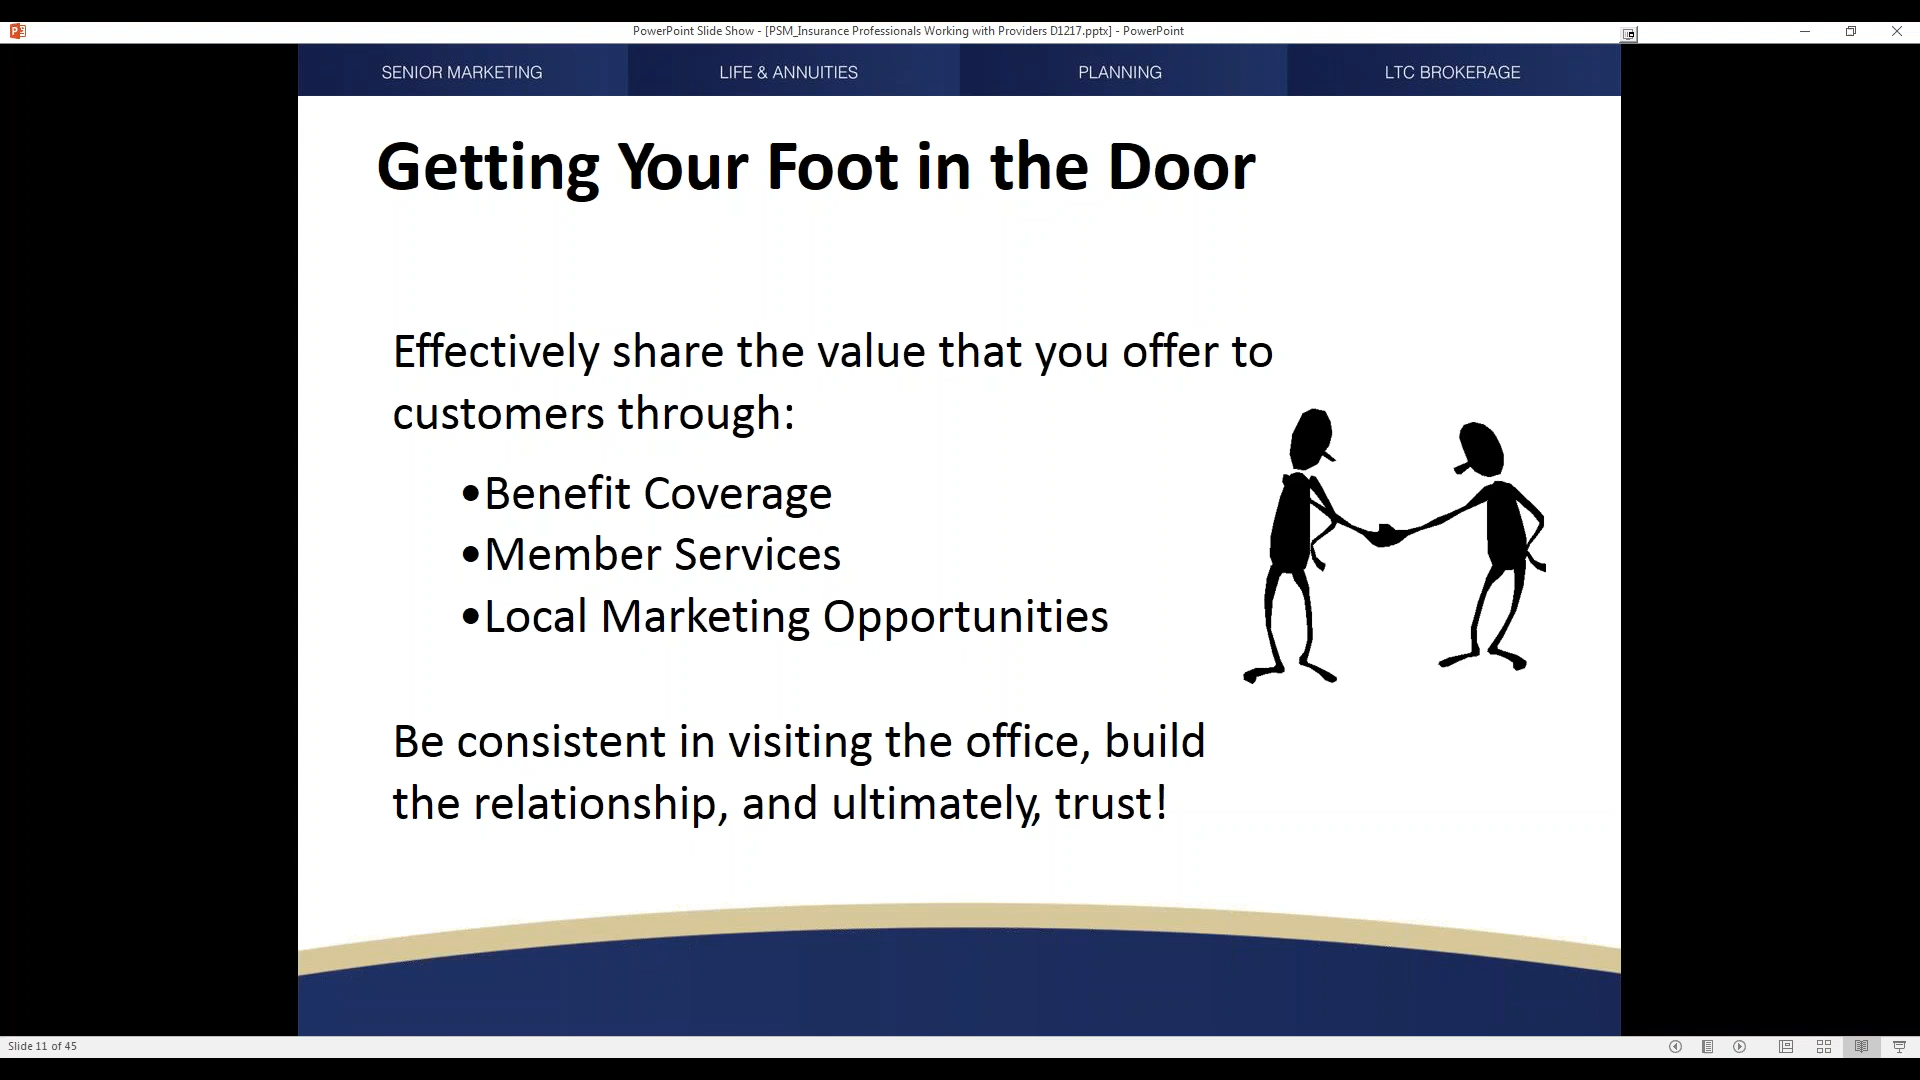 PowerPoint Slide Show - [PSM_Insurance Professionals Working with Providers D1217.pptx] - PowerPoint
SENIOR MARKETING
LIFE & ANNUITIES
PLANNING
LTC BROKERAGE
Getting Your Foot in the Door
Effectively share the value that you offer to
customers through:
•Benefit Coverage
•Member Services
•Local Marketing Opportunities
Be consistent in visiting the office, build
the relationship, and ultimately, trust!
Slide 11 of 45